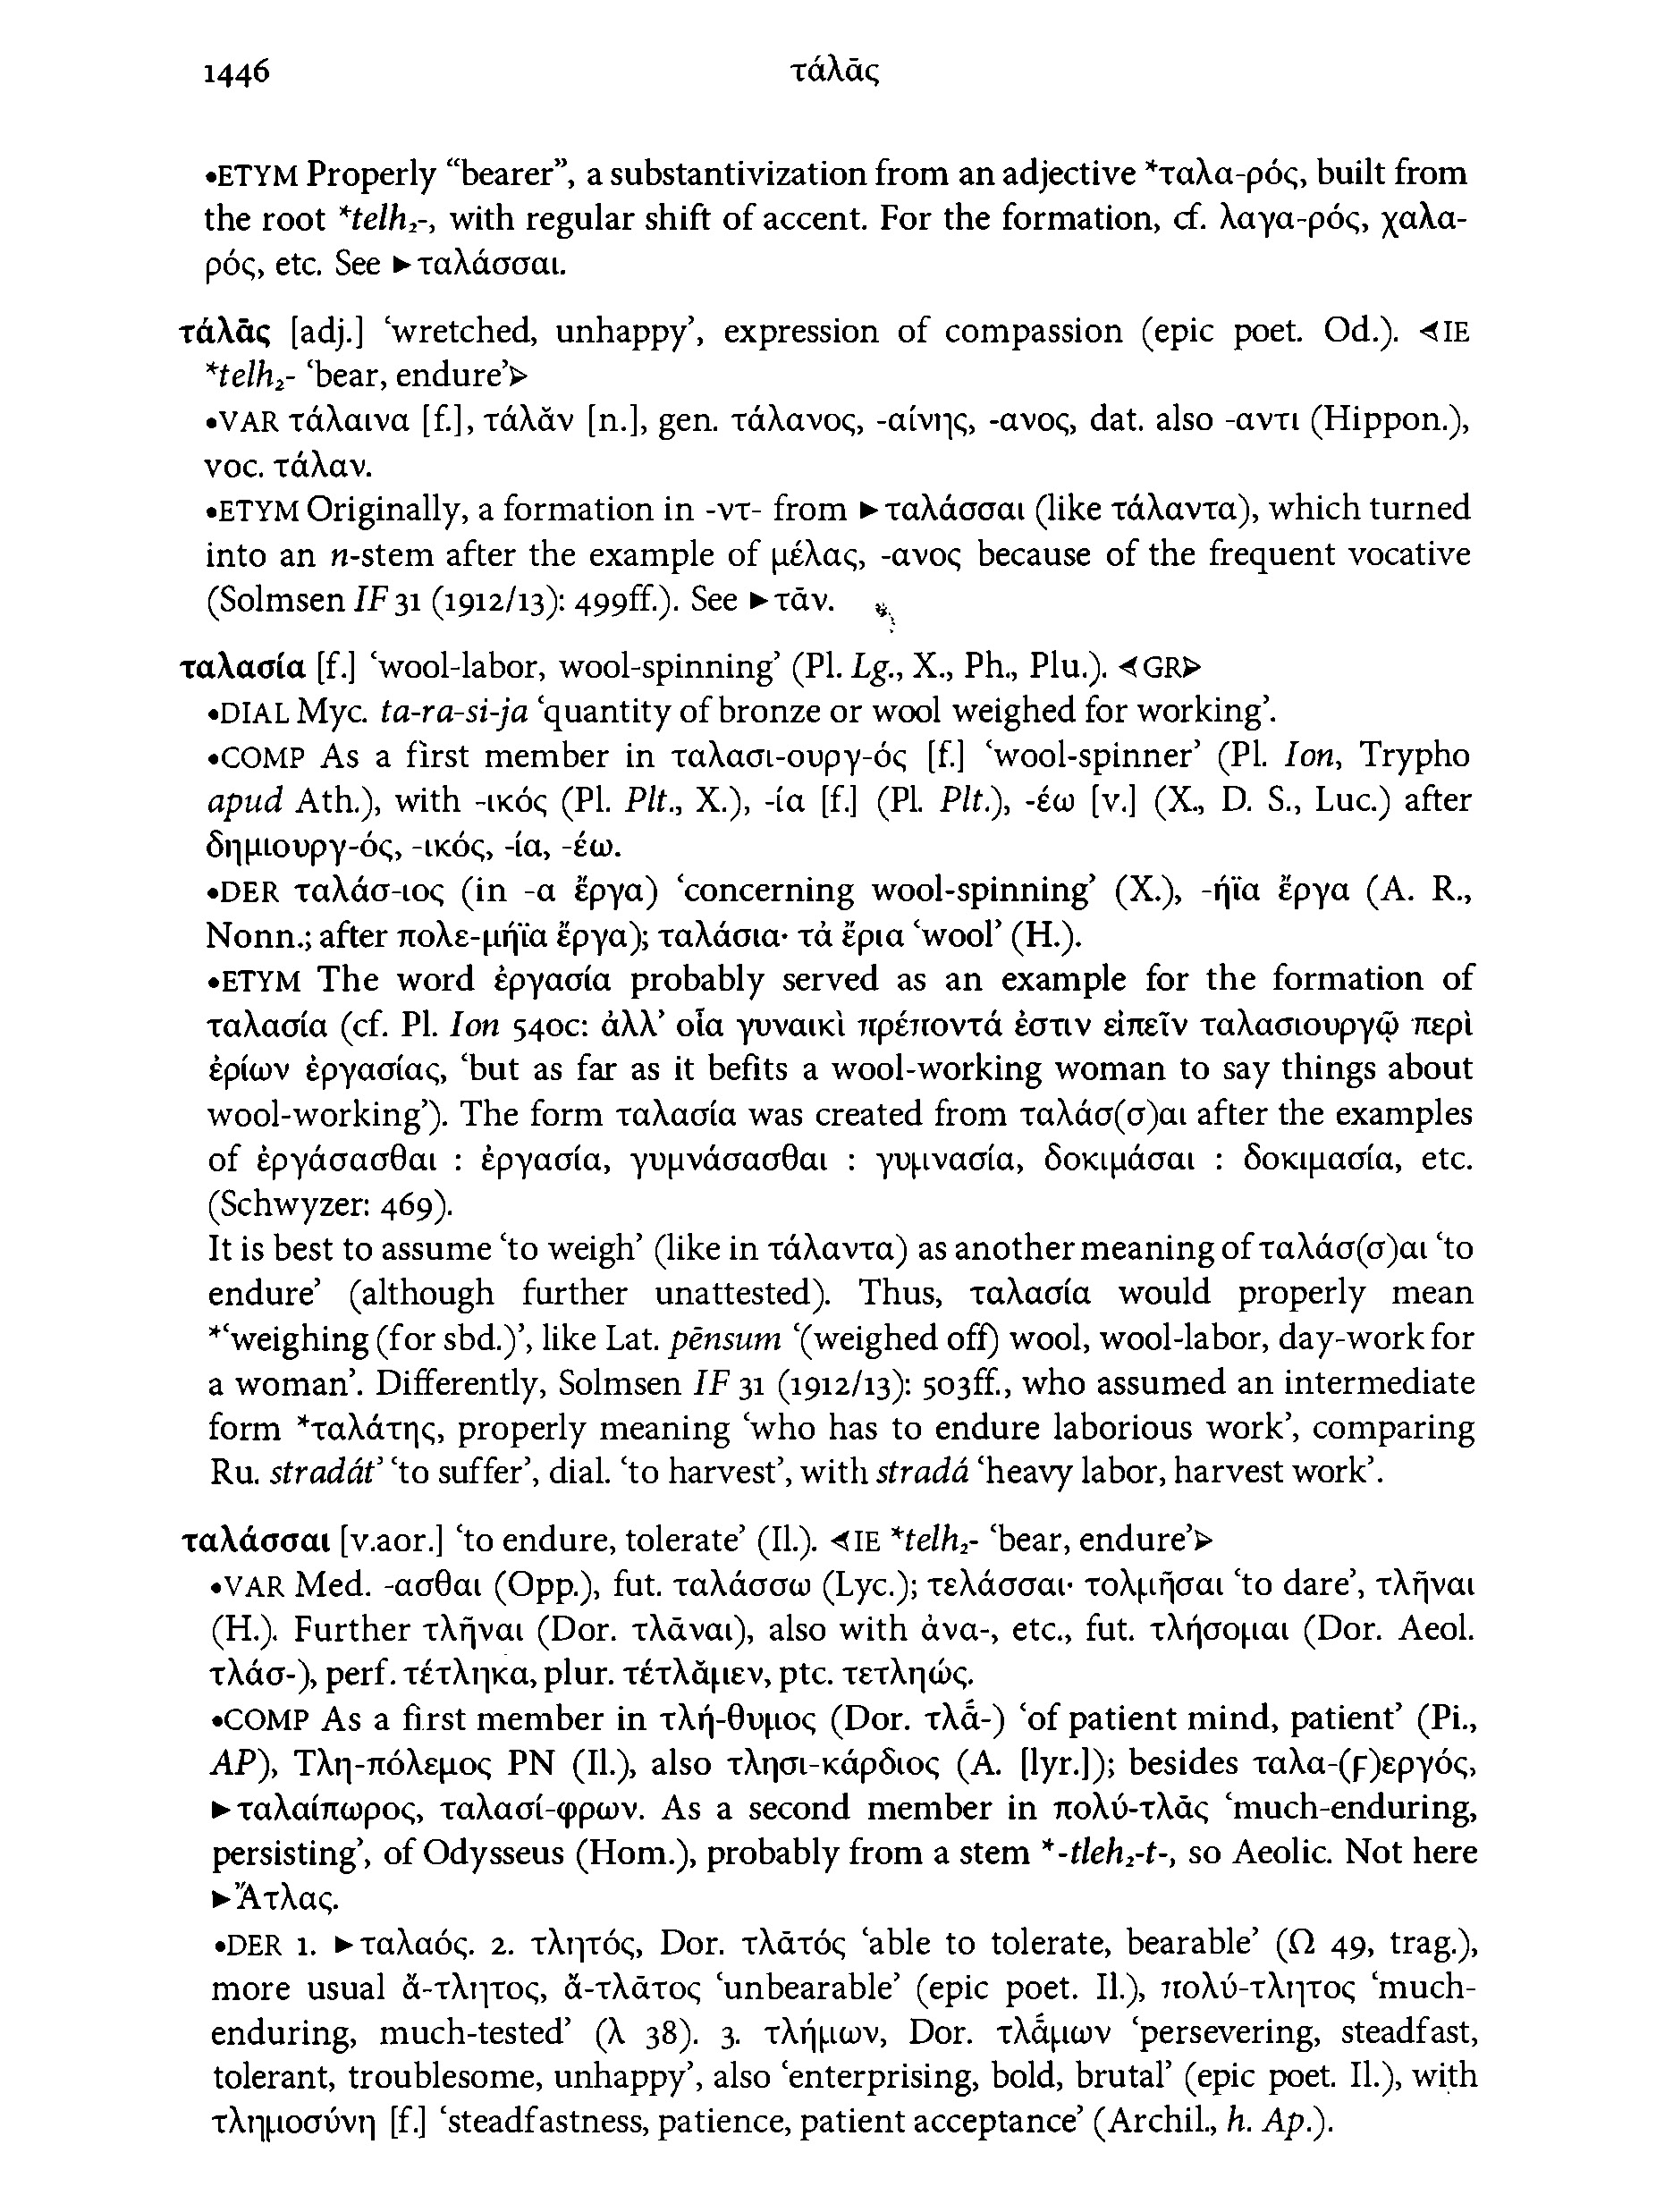 1446 τάλᾱς
•ETYM Properly “bearer”, a substantivization from an adjective *ταλα-ρός, built from
the root *telh₂-, with regular shift of accent. For the formation, cf. λαγα-ρός, χαλα-
ρός, etc. See ►ταλάσσαι.
τάλᾱς [adj.] ‘wretched, unhappy’, expression of compassion (epic poet. Od.). ⋖IE
*telh₂- ‘bear, endure’⋗
•VAR τάλαινα [f.], τάλᾰν [n.], gen. τάλανος, -αίνης, -ανος, dat. also -αντι (Hippon.),
voc. τάλαν.
•ETYM Originally, a formation in -ντ- from ►ταλάσσαι (like τάλαντα), which turned
into an n-stem after the example of μέλας, -ανος because of the frequent vocative
(Solmsen IF 31 (1912/13): 499ff.). See ►τᾶν.
ταλασία [f.] ‘wool-labor, wool-spinning’ (Pl. Lg., X., Ph., Plu.). ⋖GR⋗
•DIAL Myc. ta-ra-si-ja ‘quantity of bronze or wool weighed for working’.
•COMP As a first member in ταλασι-ουργ-ός [f.] ‘wool-spinner’ (Pl. Ion, Trypho
apud Ath.), with -ικός (Pl. Plt., X.), -ία [f.] (Pl. Plt.), -έω [v.] (X., D. S., Luc.) after
δημιουργ-ός, -ικός, -ία, -έω.
•DER ταλάσ-ιος (in -α ἔργα) ‘concerning wool-spinning’ (X.), -ήϊα ἔργα (A. R.,
Nonn.; after πολε-μήϊα ἔργα); ταλάσια· τὰ ἔρια ‘wool’ (H.).
•ETYM The word ἐργασία probably served as an example for the formation of
ταλασία (cf. Pl. Ion 540c: ἀλλ’ οἷα γυναικὶ πρέποντά ἐστιν εἰπεῖν ταλασιουργῷ περὶ
ἐρίων ἐργασίας, ‘but as far as it befits a wool-working woman to say things about
wool-working’). The form ταλασία was created from ταλάσ(σ)αι after the examples
of ἐργάσασθαι : ἐργασία, γυμνάσασθαι : γυμνασία, δοκιμάσαι : δοκιμασία, etc.
(Schwyzer: 469).
It is best to assume ‘to weigh’ (like in τάλαντα) as another meaning of ταλάσ(σ)αι ‘to
endure’ (although further unattested). Thus, ταλασία would properly mean
*‘weighing (for sbd.)’, like Lat. pēnsum ‘(weighed off) wool, wool-labor, day-work for
a woman’. Differently, Solmsen IF 31 (1912/13): 503ff., who assumed an intermediate
form *ταλάτης, properly meaning ‘who has to endure laborious work’, comparing
Ru. stradát’ ‘to suffer’, dial. ‘to harvest’, with stradá ‘heavy labor, harvest work’.
ταλάσσαι [v.aor.] ‘to endure, tolerate’ (Il.). ⋖IE *telh₂- ‘bear, endure’⋗
•VAR Med. -ασθαι (Opp.), fut. ταλάσσω (Lyc.); τελάσσαι· τολμῆσαι ‘to dare’, τλῆναι
(H.). Further τλῆναι (Dor. τλᾶναι), also with ἀνα-, etc., fut. τλήσομαι (Dor. Aeol.
τλάσ-), perf. τέτληκα, plur. τέτλᾰμεν, ptc. τετληώς.
•COMP As a first member in τλή-θυμος (Dor. τλᾱ́-) ‘of patient mind, patient’ (Pi.,
AP), Τλη-πόλεμος PN (Il.), also τλησι-κάρδιος (A. [lyr.]); besides ταλα-(ϝ)εργός,
►ταλαίπωρος, ταλασί-φρων. As a second member in πολύ-τλᾱς ‘much-enduring,
persisting’, of Odysseus (Hom.), probably from a stem *-tleh₂-t-, so Aeolic. Not here
►Ἄτλας.
•DER 1. ►ταλαός. 2. τλητός, Dor. τλᾱτός ‘able to tolerate, bearable’ (Ω 49, trag.),
more usual ἄ-τλητος, ἄ-τλᾱτος ‘unbearable’ (epic poet. Il.), πολύ-τλητος ‘much-
enduring, much-tested’ (λ 38). 3. τλήμων, Dor. τλᾱ́μων ‘persevering, steadfast,
tolerant, troublesome, unhappy’, also ‘enterprising, bold, brutal’ (epic poet. Il.), with
τλημοσύνη [f.] ‘steadfastness, patience, patient acceptance’ (Archil., h. Ap.).